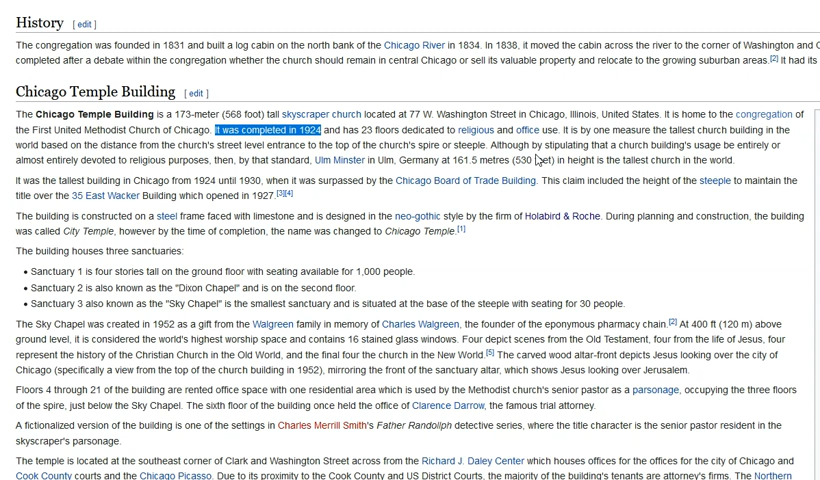 History [ edit ]
The congregation was founded in 1831 and built a log cabin on the north bank of the Chicago River in 1834. In 1838, it moved the cabin across the river to the corner of Washington and
completed after a debate within the congregation whether the church should remain in central Chicago or sell its valuable property and relocate to the growing suburban areas.[2] It had its
Chicago Temple Building [ edit ]
The Chicago Temple Building is a 173-meter (568 foot) tall skyscraper church located at 77 W. Washington Street in Chicago, Illinois, United States. It is home to the congregation of
the First United Methodist Church of Chicago. It was completed in 1924 and has 23 floors dedicated to religious and office use. It is by one measure the tallest church building in the
world based on the distance from the church's street level entrance to the top of the church's spire or steeple. Although by stipulating that a church building's usage be entirely or
almost entirely devoted to religious purposes, then, by that standard, Ulm Minster in Ulm, Germany at 161.5 metres (530 eet) in height is the tallest church in the world.
It was the tallest building in Chicago from 1924 until 1930, when it was surpassed by the Chicago Board of Trade Building. This claim included the height of the steeple to maintain the
title over the 35 East Wacker Building which opened in 1927.[3][4]
The building is constructed on a steel frame faced with limestone and is designed in the neo-gothic style by the firm of Holabird & Roche. During planning and construction, the building
was called City Temple, however by the time of completion, the name was changed to Chicago Temple.[1]
The building houses three sanctuaries:
• Sanctuary 1 is four stories tall on the ground floor with seating available for 1,000 people.
• Sanctuary 2 is also known as the "Dixon Chapel" and is on the second floor.
• Sanctuary 3 also known as the "Sky Chapel" is the smallest sanctuary and is situated at the base of the steeple with seating for 30 people.
The Sky Chapel was created in 1952 as a gift from the Walgreen family in memory of Charles Walgreen, the founder of the eponymous pharmacy chain.[2] At 400 ft (120 m) above
ground level, it is considered the world's highest worship space and contains 16 stained glass windows. Four depict scenes from the Old Testament, four from the life of Jesus, four
represent the history of the Christian Church in the Old World, and the final four the church in the New World.[5] The carved wood altar-front depicts Jesus looking over the city of
Chicago (specifically a view from the top of the church building in 1952), mirroring the front of the sanctuary altar, which shows Jesus looking over Jerusalem.
Floors 4 through 21 of the building are rented office space with one residential area which is used by the Methodist church's senior pastor as a parsonage, occupying the three floors
of the spire, just below the Sky Chapel. The sixth floor of the building once held the office of Clarence Darrow, the famous trial attorney.
A fictionalized version of the building is one of the settings in Charles Merrill Smith's Father Randolph detective series, where the title character is the senior pastor resident in the
skyscraper's parsonage.
The temple is located at the southeast corner of Clark and Washington Street across from the Richard J. Daley Center which houses offices for the offices for the city of Chicago and
Cook County courts and the Chicago Picasso. Due to its proximity to the Cook County and US District Courts, the majority of the building's tenants are attorney's firms. The Northern